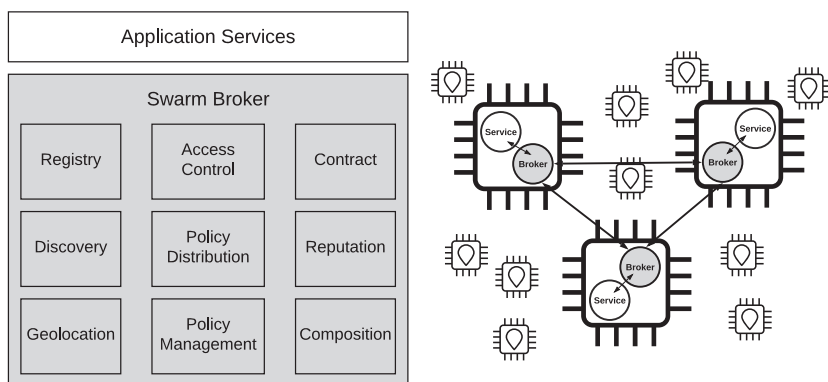 Application Services
Swarm Broker
Registry
Access
Control
Contract
Discovery
Policy
Distribution
Reputation
Geolocation
Policy
Management
Composition
Service
Broker
Service
Broker
Broker
Service